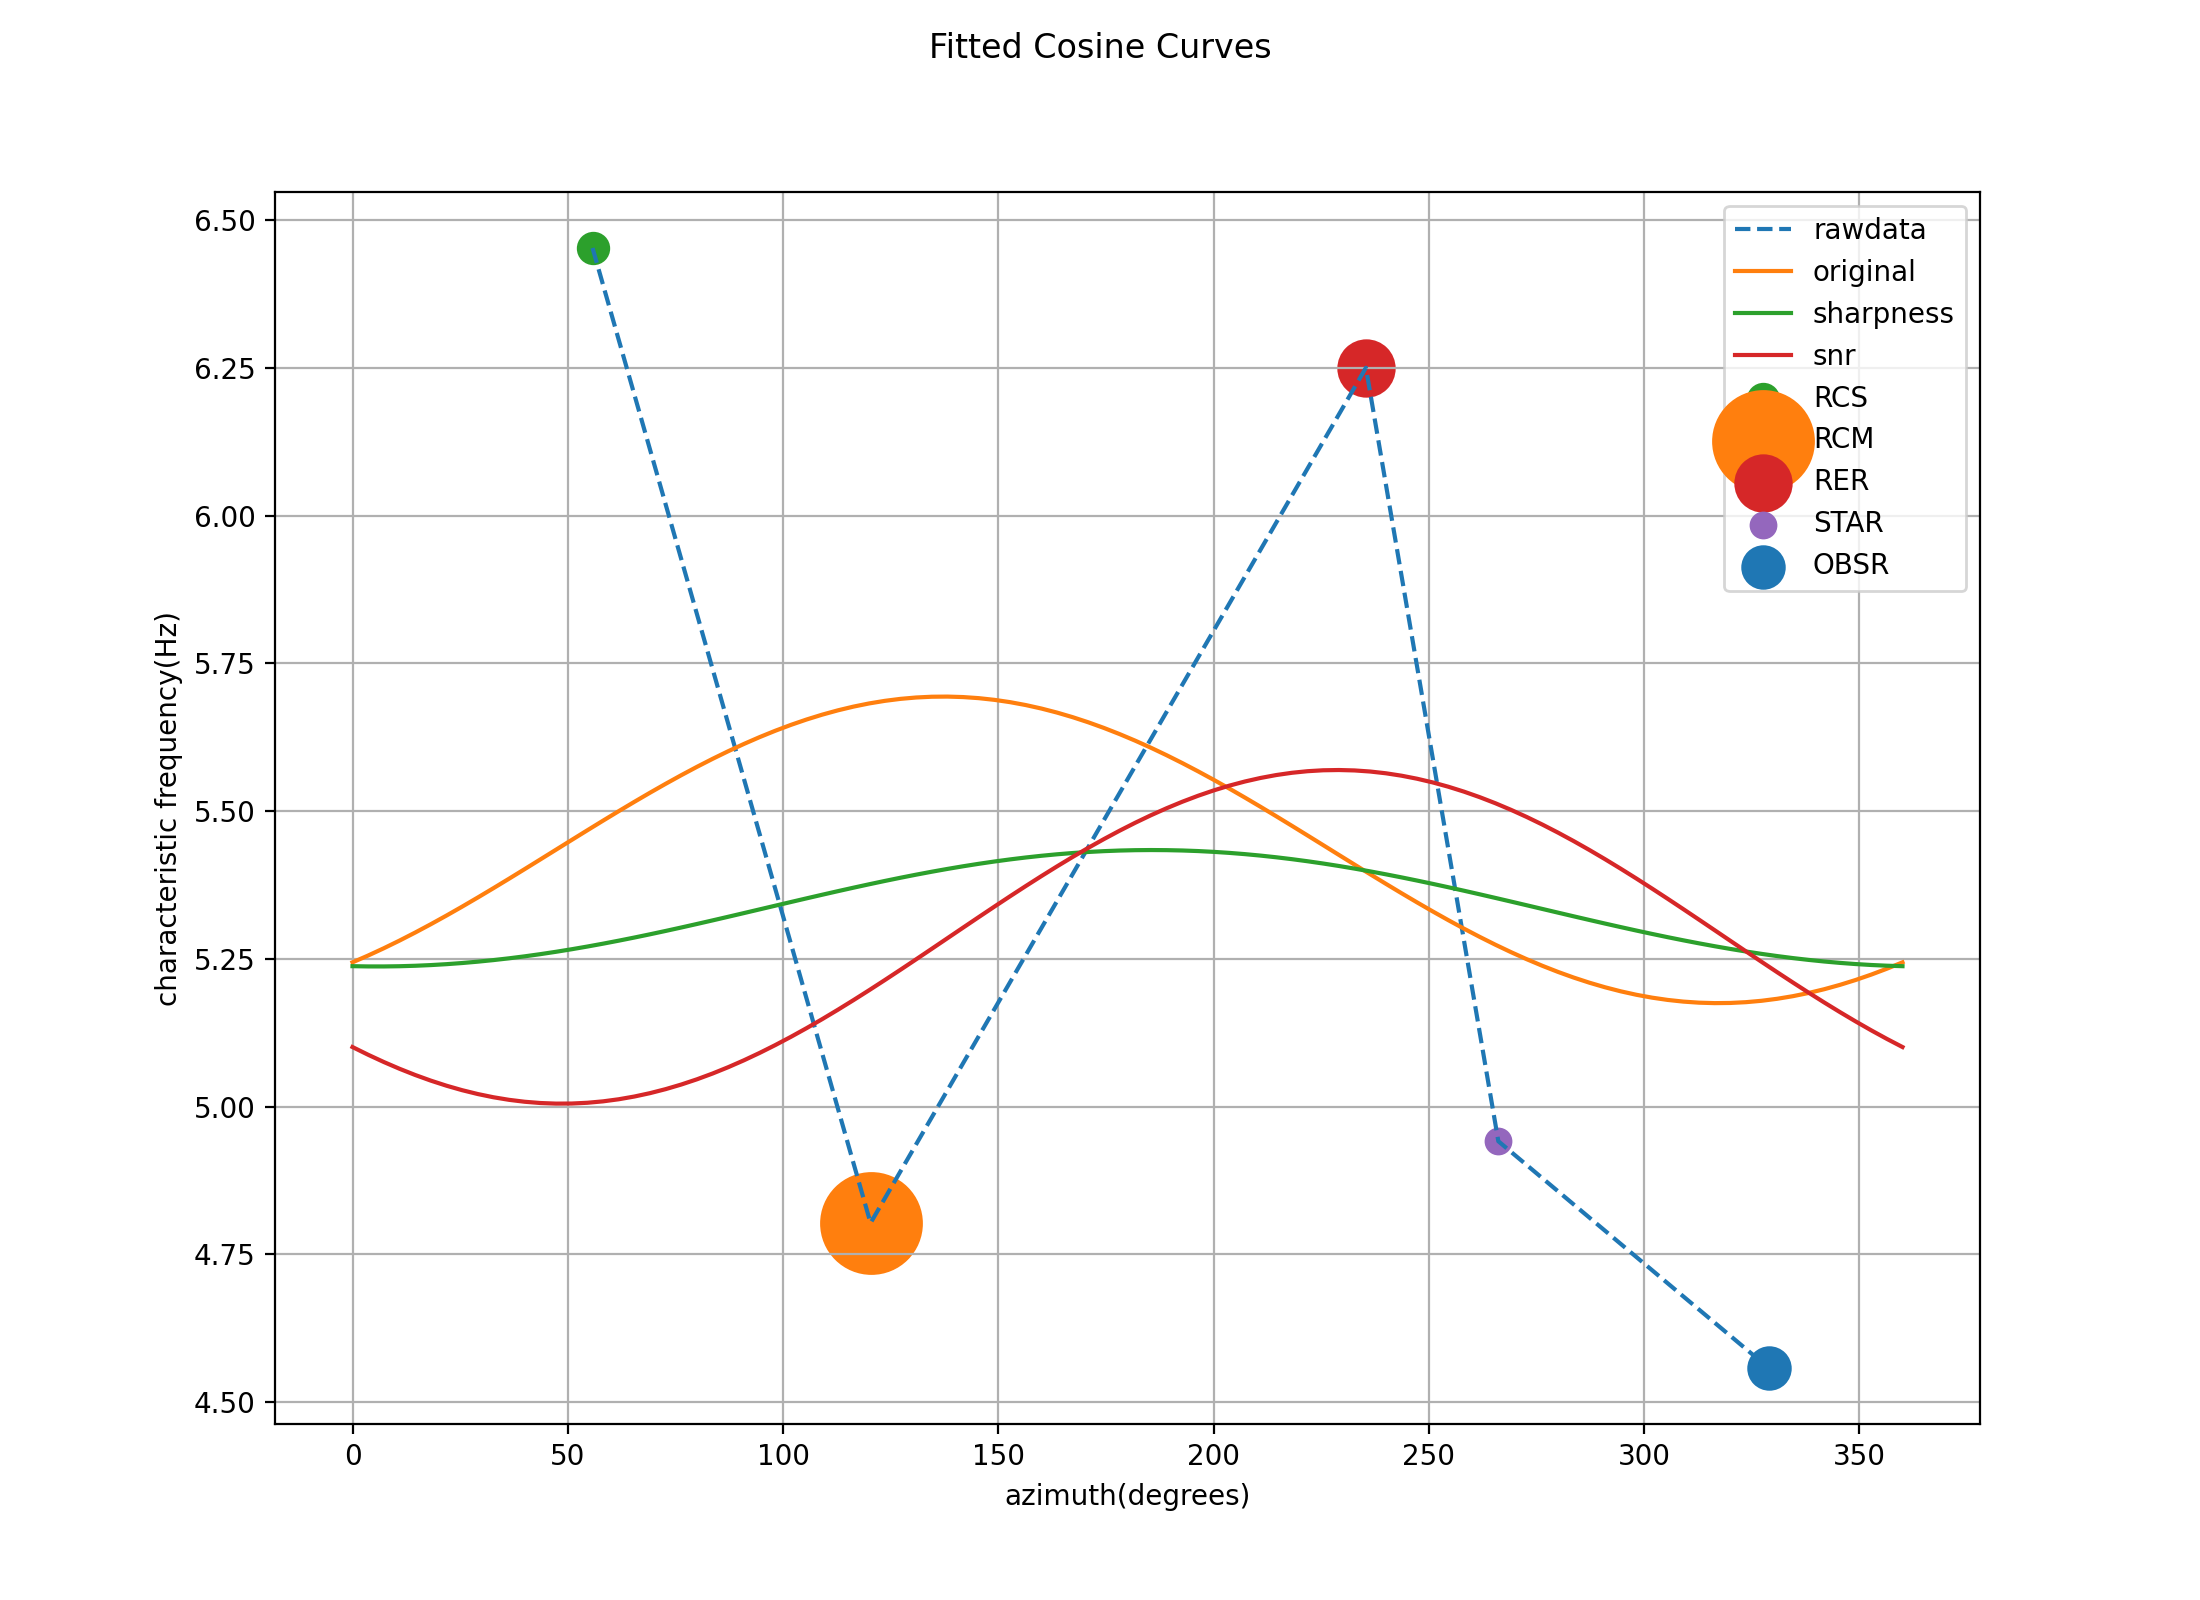 Fitted Cosine Curves
6.50
6.25
6.00
5.75
5.50
5.25
5.00
4.75
4.50
characteristic frequency(Hz)
rawdata
original
sharpness
snr
RCS
RCM
RER
STAR
OBSR
0 50 100 150 200 250 300 350
azimuth(degrees)